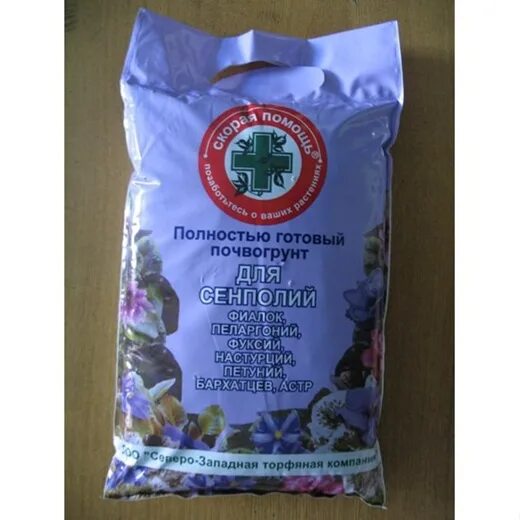 скорая помощь®
позаботьтесь о ваших растениях
Полностью готовый
почвогрунт
ДЛЯ
СЕНПОЛИЙ
ФИАЛОК,
ПЕЛАРГОНИЙ,
ФУКСИЙ,
НАСТУРЦИЙ,
ПЕТУНИЙ,
БАРХАТЦЕВ, АСТР
ООО "Северо-Западная торфяная компания